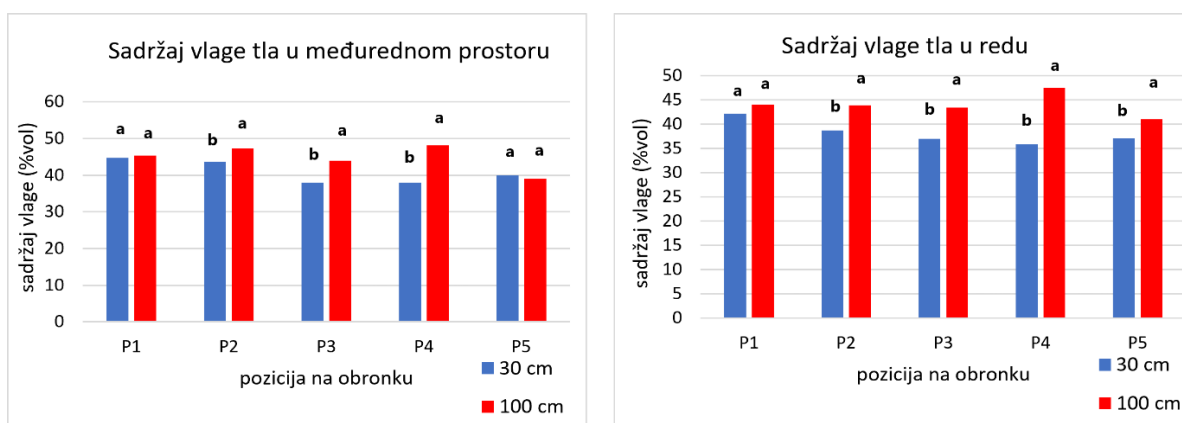 Sadržaj vlage tla u međurednom prostoru
sadržaj vlage (%vol)
60
50
40
30
20
10
0
a a b a b a b a a a
P1 P2 P3 P4 P5
pozicija na obronku
30 cm
100 cm
Sadržaj vlage tla u redu
sadržaj vlage (%vol)
50
45
40
35
30
25
20
15
10
5
0
a a b a b a b a b a
P1 P2 P3 P4 P5
pozicija na obronku
30 cm
100 cm